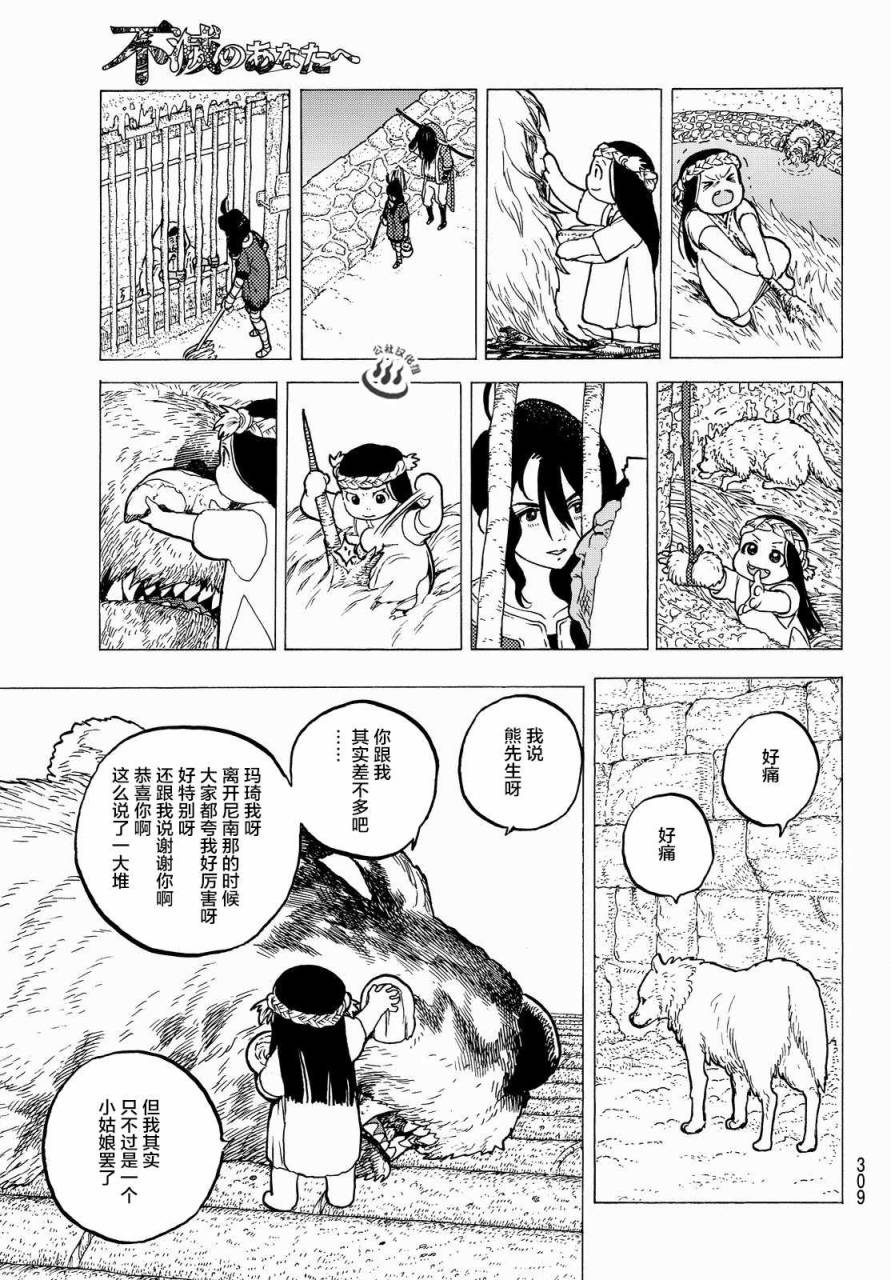 不滅のあなたへ
公社汉化组
好痛
好痛
我说
熊先生呀
你跟我
其实差不多吧
……
玛琦我呀
离开尼南那的时候
大家都夸我好厉害呀
好特别呀
还跟我说谢谢你啊
恭喜你啊
这么说了一大堆
但我其实
只不过是一个
小姑娘罢了
309